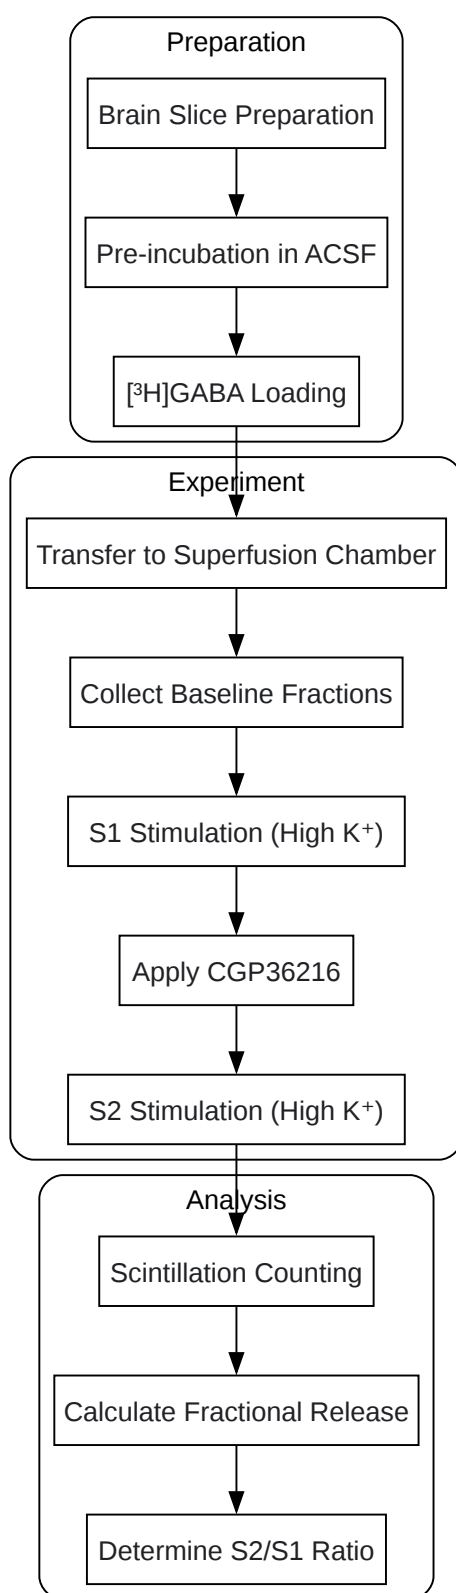 Preparation
Brain Slice Preparation
Pre-incubation in ACSF
[³H]GABA Loading
Experiment
Transfer to Superfusion Chamber
Collect Baseline Fractions
S1 Stimulation (High K⁺)
Apply CGP36216
S2 Stimulation (High K⁺)
Analysis
Scintillation Counting
Calculate Fractional Release
Determine S2/S1 Ratio